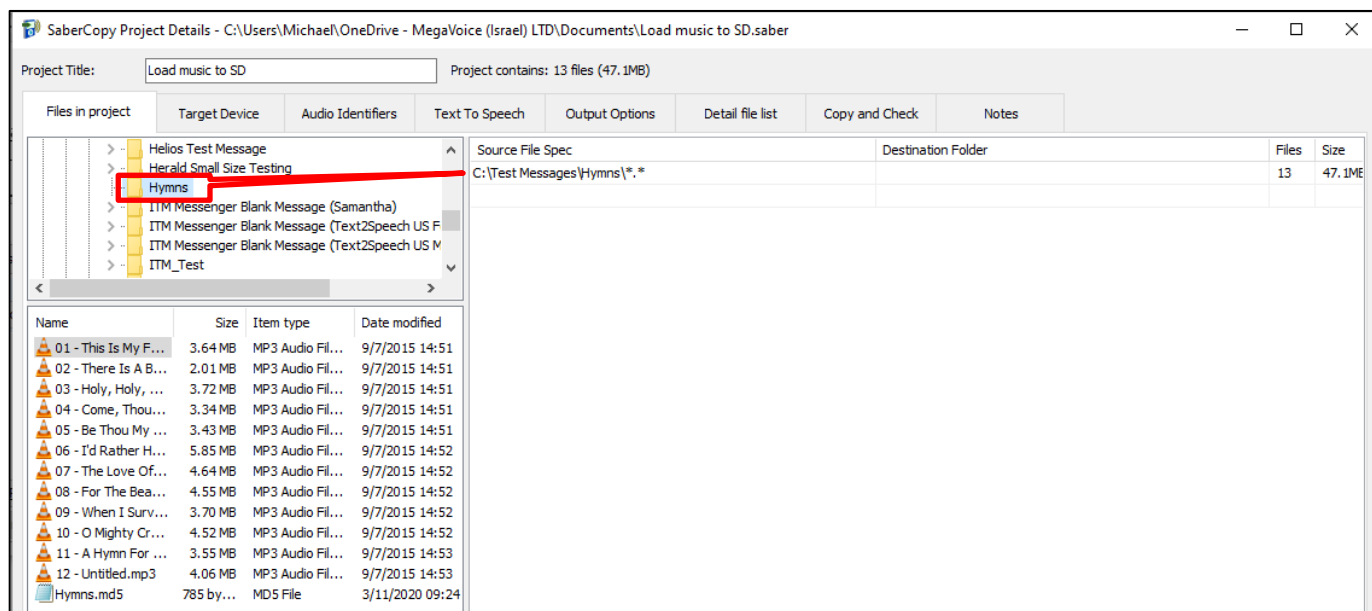 SaberCopy Project Details - C:\Users\Michael\OneDrive - MegaVoice (Israel) LTD\Documents\Load music to SD.saber
Project Title: Load music to SD Project contains: 13 files (47.1MB)
Files in project Target Device Audio Identifiers Text To Speech Output Options Detail file list Copy and Check Notes
Helios Test Message
Herald Small Size Testing
Hymns
ITM Messenger Blank Message (Samantha)
ITM Messenger Blank Message (Text2Speech US F
ITM Messenger Blank Message (Text2Speech US M
ITM_Test
Source File Spec Destination Folder Files Size
C:\Test Messages\Hymns\*.* 13 47.1MB
Name Size Item type Date modified
01 - This Is My F... 3.64 MB MP3 Audio Fil... 9/7/2015 14:51
02 - There Is A B... 2.01 MB MP3 Audio Fil... 9/7/2015 14:51
03 - Holy, Holy, ... 3.72 MB MP3 Audio Fil... 9/7/2015 14:51
04 - Come, Thou... 3.34 MB MP3 Audio Fil... 9/7/2015 14:51
05 - Be Thou My ... 3.43 MB MP3 Audio Fil... 9/7/2015 14:51
06 - I'd Rather H... 5.85 MB MP3 Audio Fil... 9/7/2015 14:52
07 - The Love Of... 4.64 MB MP3 Audio Fil... 9/7/2015 14:52
08 - For The Bea... 4.55 MB MP3 Audio Fil... 9/7/2015 14:52
09 - When I Surv... 3.70 MB MP3 Audio Fil... 9/7/2015 14:52
10 - O Mighty Cr... 4.52 MB MP3 Audio Fil... 9/7/2015 14:52
11 - A Hymn For ... 3.55 MB MP3 Audio Fil... 9/7/2015 14:53
12 - Untitled.mp3 4.06 MB MP3 Audio Fil... 9/7/2015 14:53
Hymns.md5 785 by... MD5 File 3/11/2020 09:24